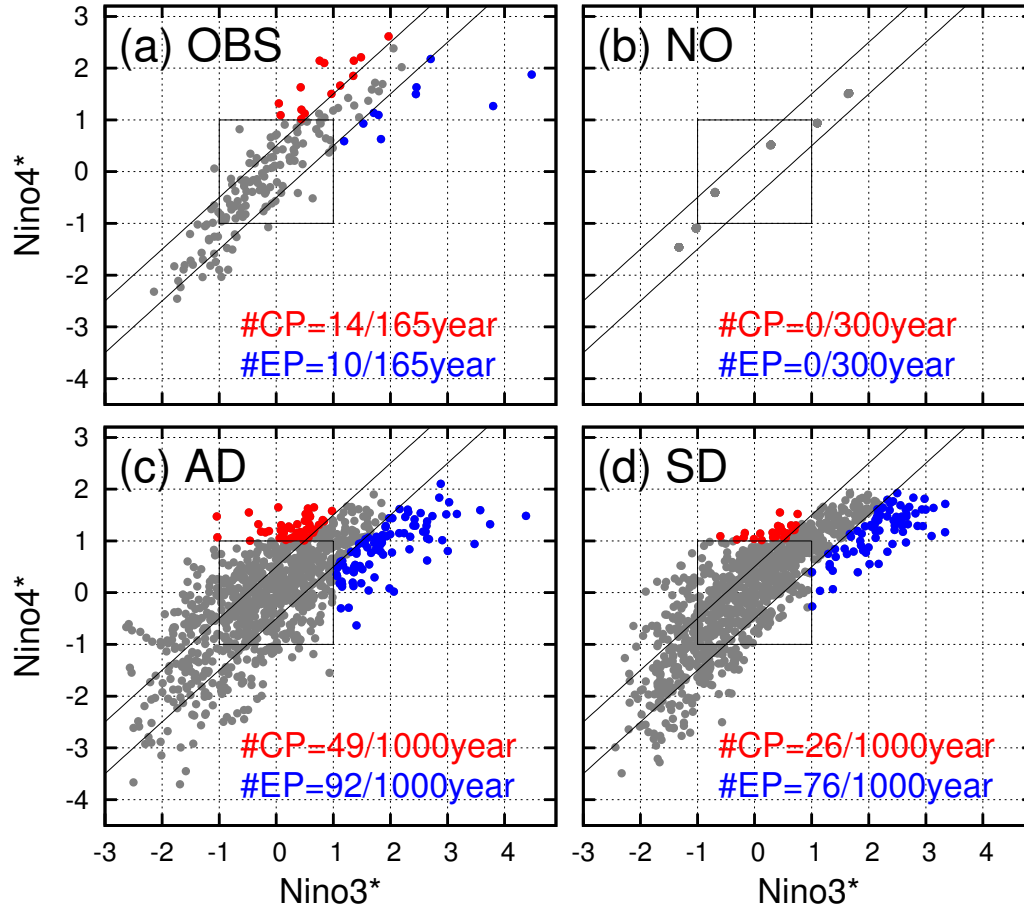 (a) OBS
(b) NO
3
2
1
0
-1
-2
-3
-4
Nino4*
#CP=14/165year
#EP=10/165year
#CP=0/300year
#EP=0/300year
(c) AD
(d) SD
3
2
1
0
-1
-2
-3
-4
Nino4*
#CP=49/1000year
#EP=92/1000year
#CP=26/1000year
#EP=76/1000year
-3 -2 -1 0 1 2 3 4
-3 -2 -1 0 1 2 3 4
Nino3*
Nino3*